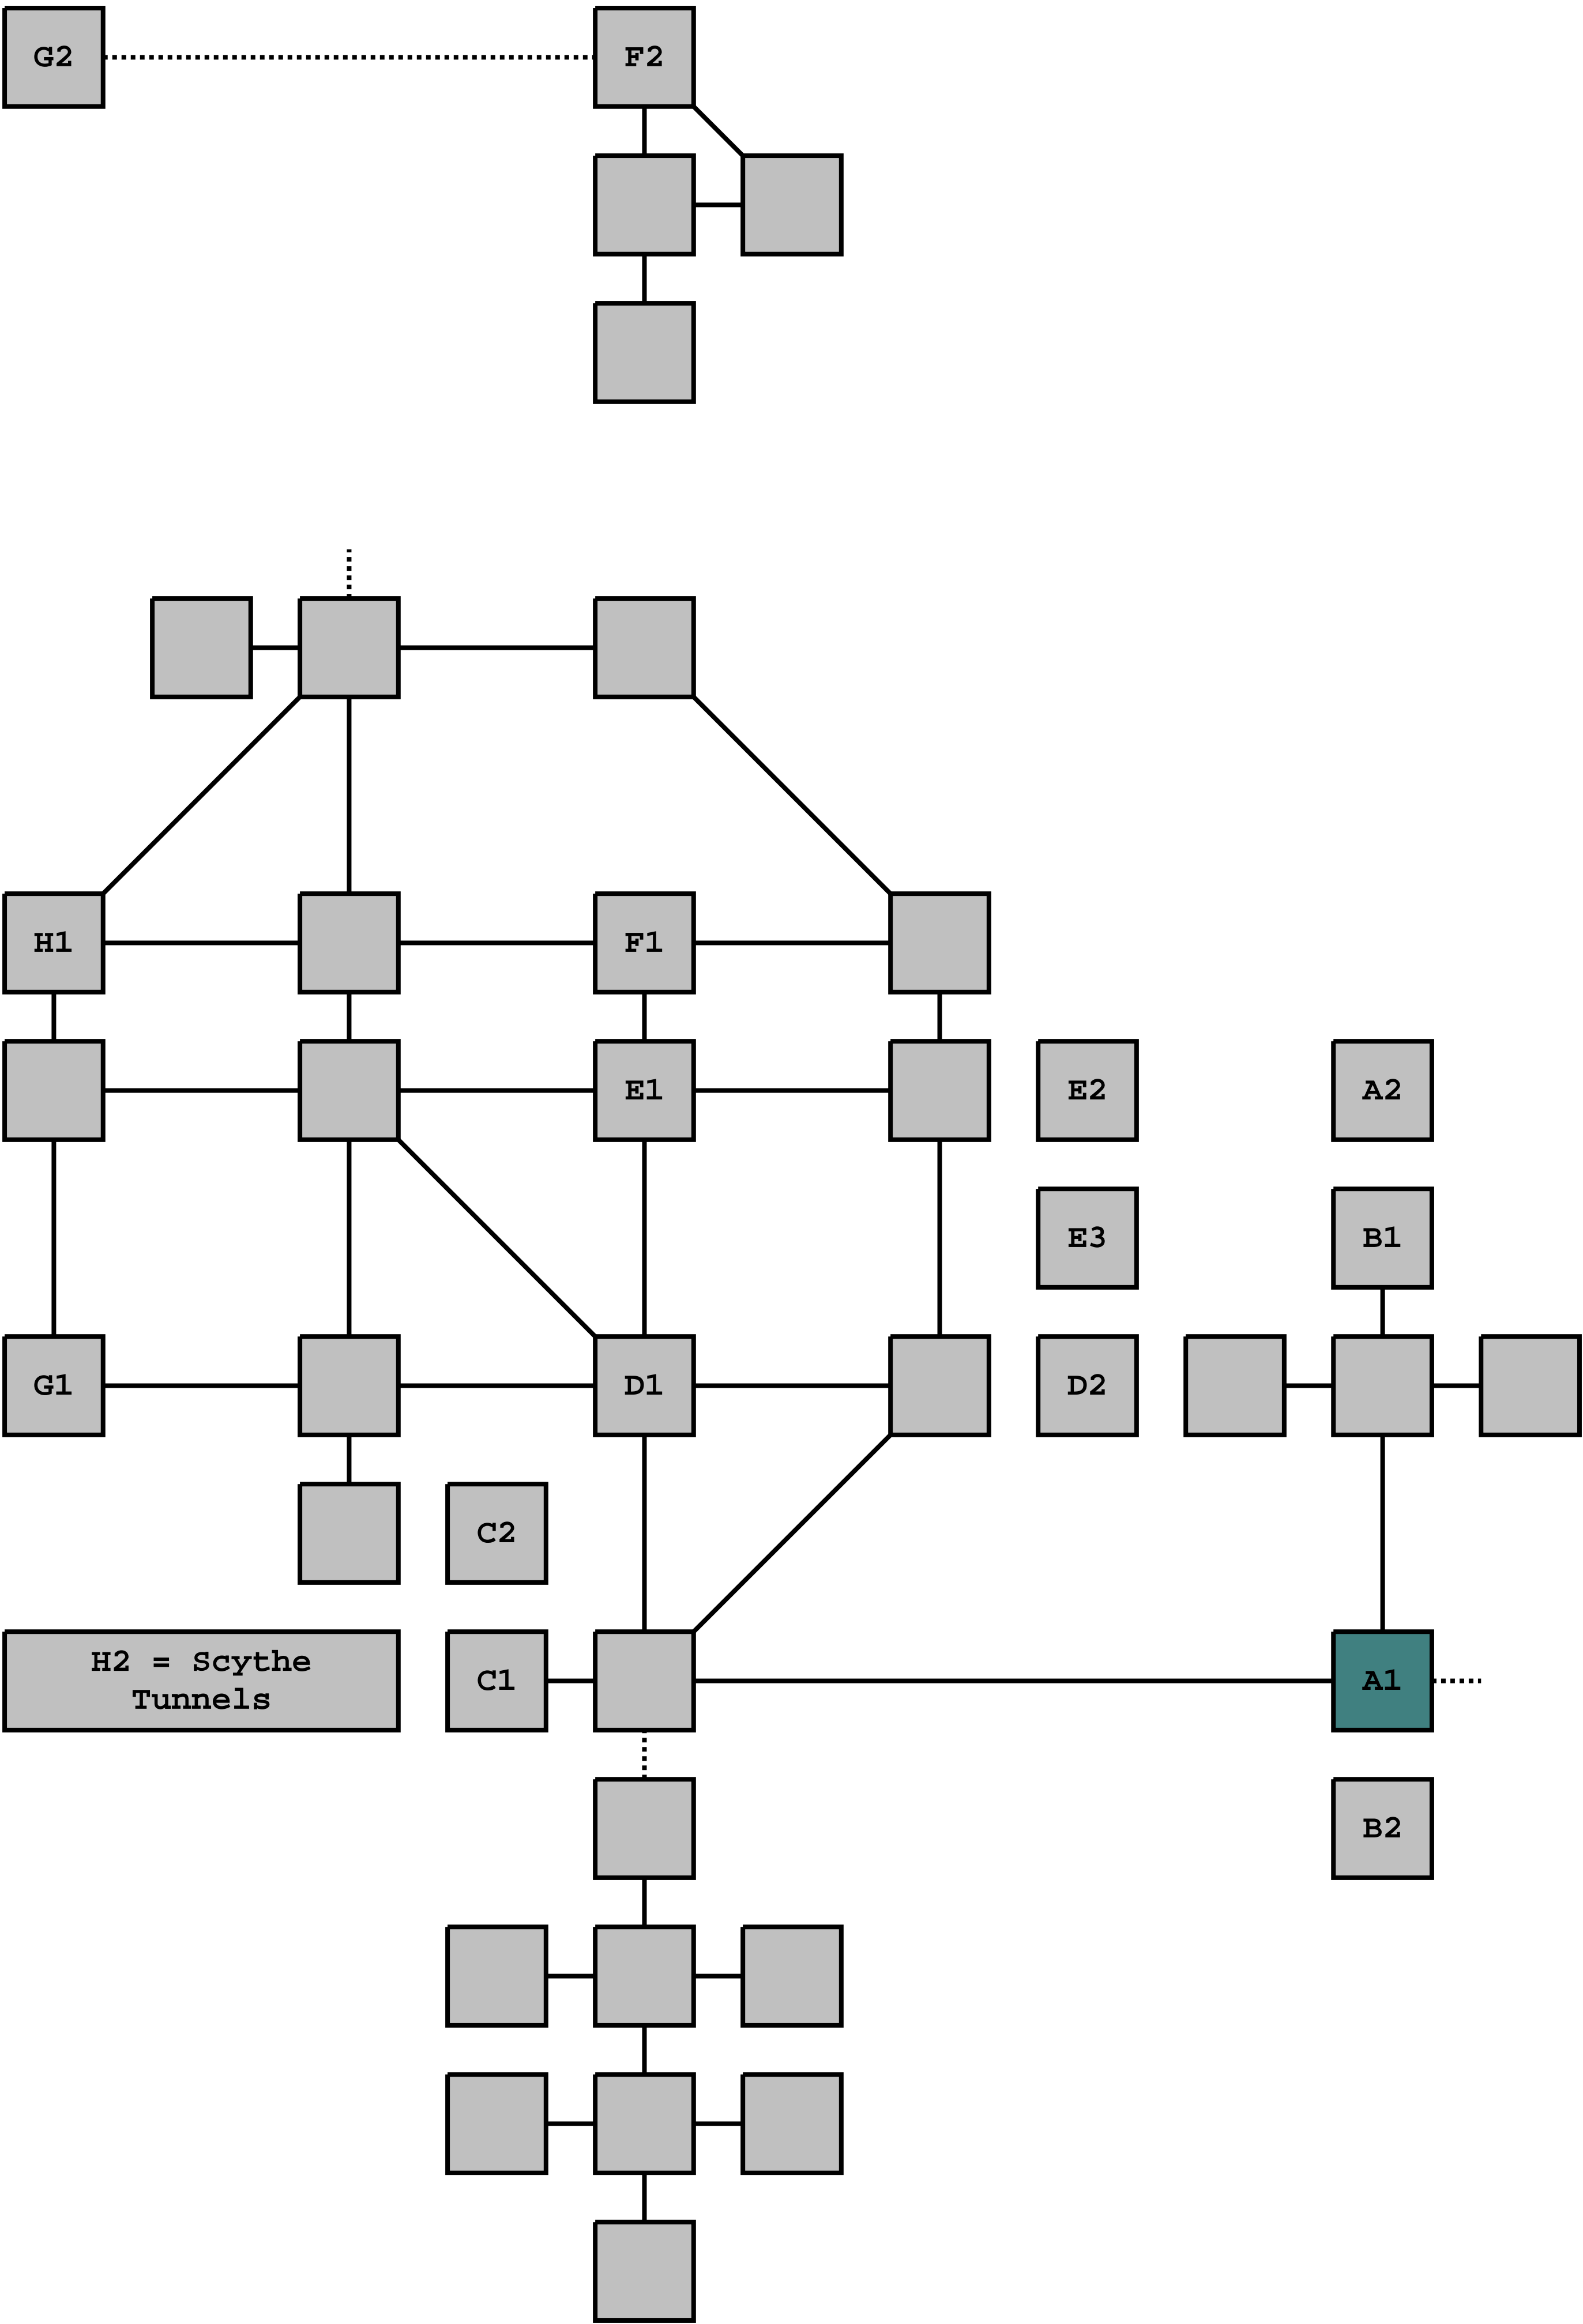 G2
F2
H1
F1
E1
E2
A2
E3
B1
G1
D1
D2
C2
H2 = Scythe
Tunnels
C1
A1
B2